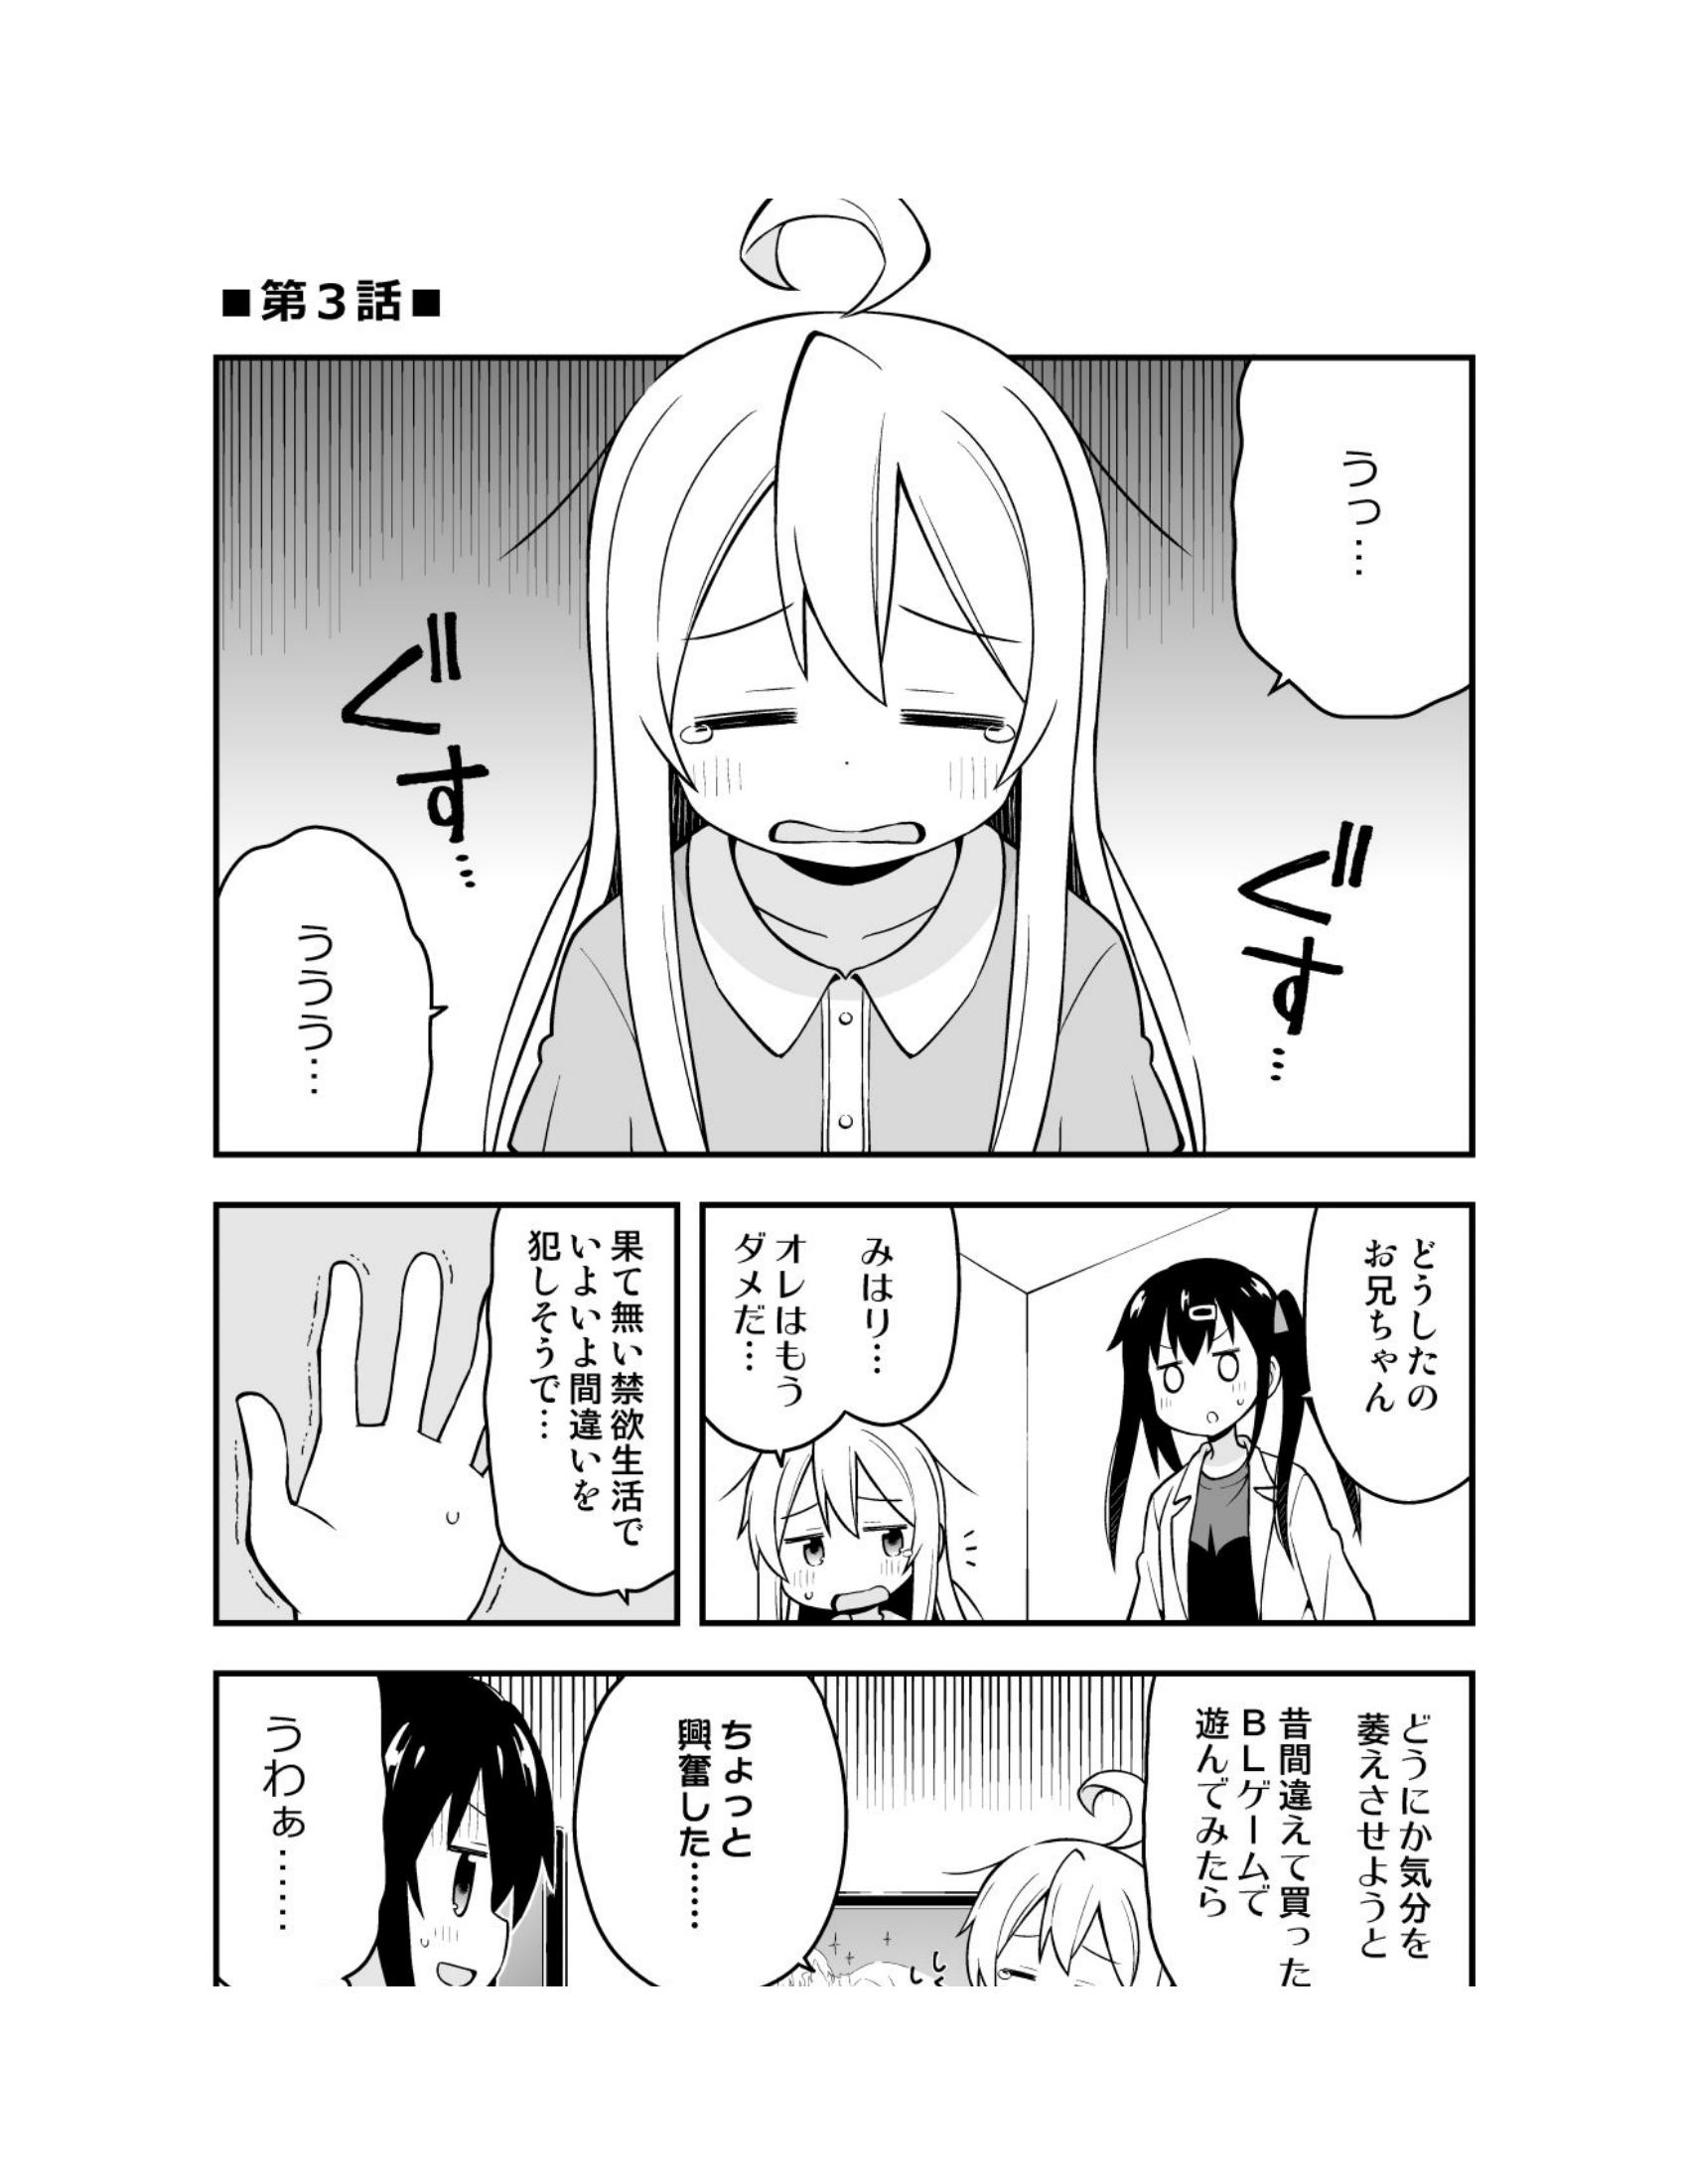 ■第3話■
うっ…
ぐす…
ぐす…
ううっ…
どうしたの
お兄ちゃん
みはり…
オレはもう
ダメだ…
果て無い禁欲生活で
いよいよ間違いを
犯しそうで…
どうにか気分を
萎えさせようと
昔間違えて買った
BLゲームで
遊んでみたら
ちょっと
興奮した……
うわぁ……